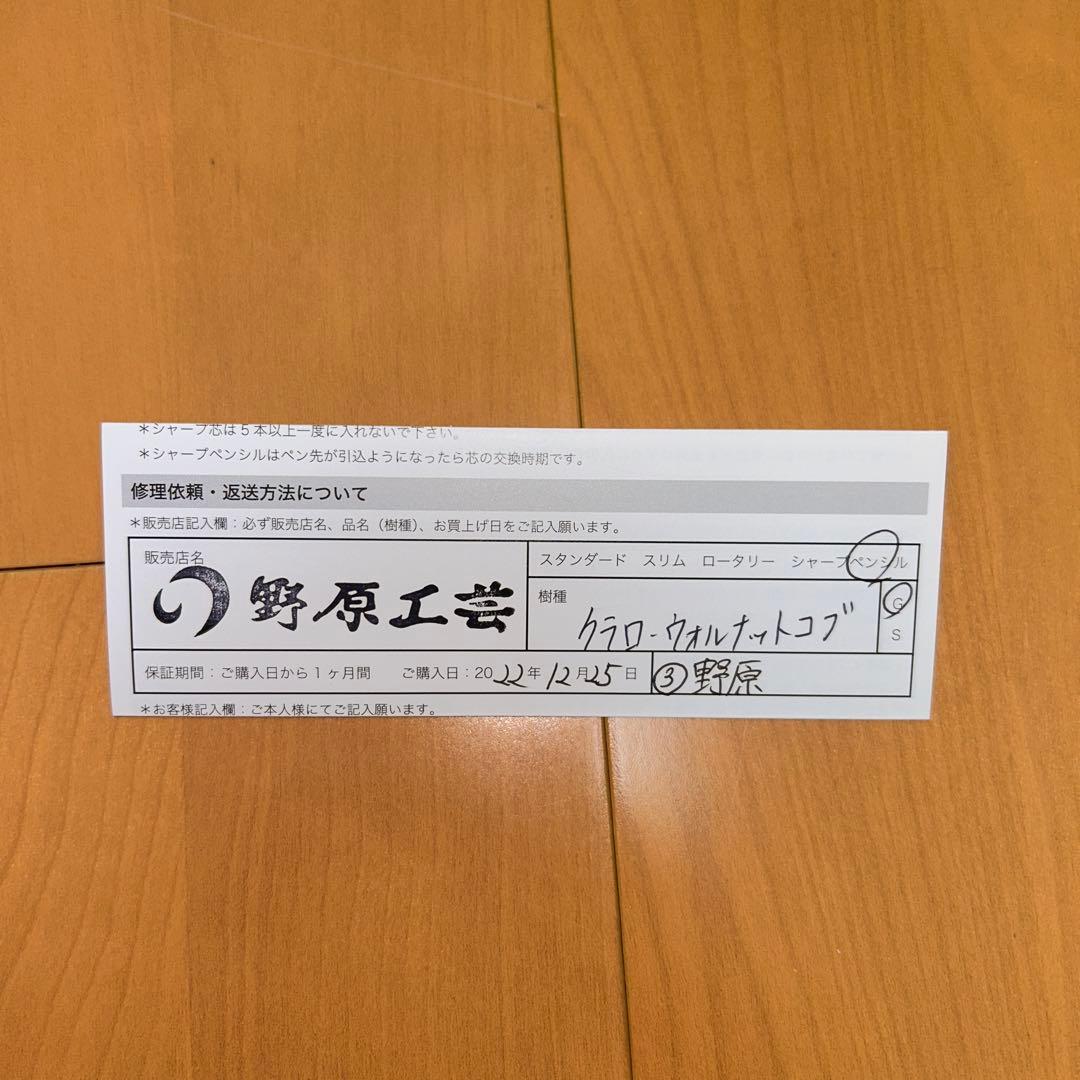 *シャープ芯は5本以上一度に入れないで下さい。
*シャープペンシルはペン先が引込ようになったら芯の交換時期です。
修理依頼・返送方法について
*販売店記入欄：必ず販売店名、品名（樹種）、お買上げ日をご記入願います。
販売店名
野原工芸
スタンダード スリム ロータリー シャープペンシル
樹種
クラロ-ウォルナットコブ
G
S
保証期間：ご購入日から1ヶ月間 ご購入日：2022年12月25日
③野原
*お客様記入欄：ご本人様にてご記入願います。